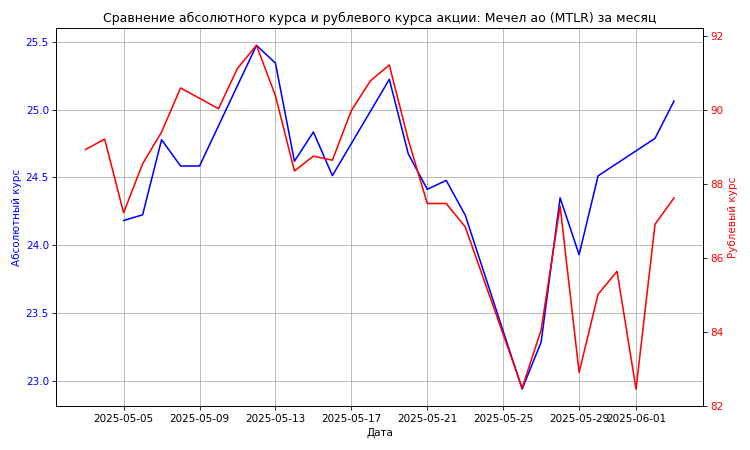 Сравнение абсолютного курса и рублевого курса акции: Мечел ао (MTLR) за месяц
25.5
25.0
24.5
24.0
23.5
23.0
Абсолютный курс
92
90
88
86
84
82
Рублевый курс
2025-05-05 2025-05-09 2025-05-13 2025-05-17 2025-05-21 2025-05-25 2025-05-29 2025-06-01
Дата